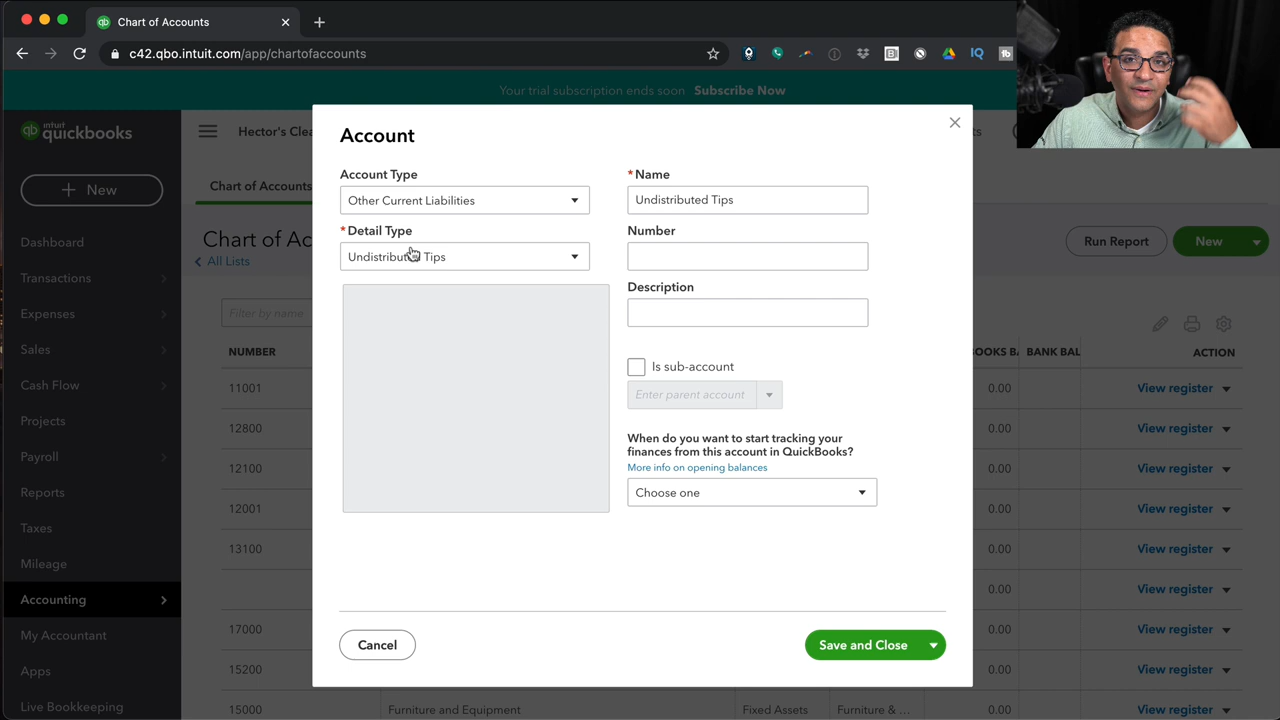 Chart of Accounts
c42.qbo.intuit.com/app/chartofaccounts
IQ
Your trial subscription ends soon Subscribe Now
intuit
quickbooks
Hector's Clea
New
Chart of Accounts
Chart of Ac
All Lists
Run Report
New
Dashboard
Transactions
Expenses
Sales
Cash Flow
Projects
Payroll
Reports
Taxes
Mileage
Accounting
My Accountant
Apps
Live Bookkeeping
Account
Account Type
Other Current Liabilities
* Detail Type
Undistributed Tips
* Name
Undistributed Tips
Number
Description
Is sub-account
Enter parent account
When do you want to start tracking your
finances from this account in QuickBooks?
More info on opening balances
Choose one
Cancel
Save and Close
Filter by name
NUMBER BANK BAL ACTION
11001 0.00 View register
12800 0.00 View register
12100 0.00 View register
12001 0.00 View register
13100 0.00 View register
0.00 View register
17000 0.00 View register
15200 0.00 View register
15000 Furniture and Equipment Fixed Assets Furniture & ... 0.00 View register